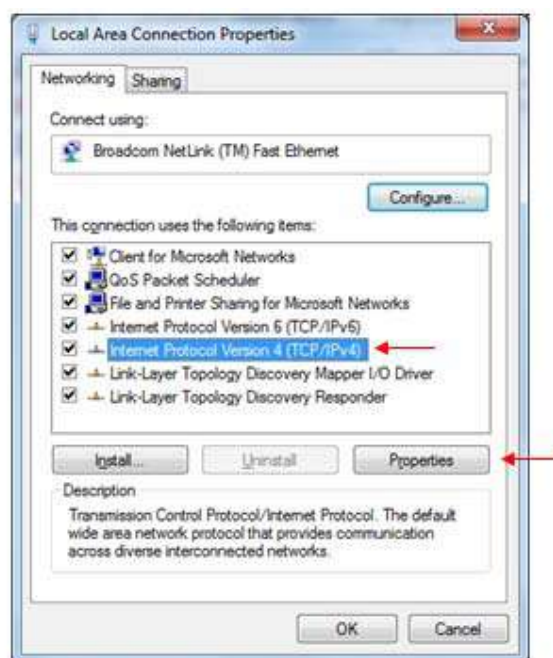 Local Area Connection Properties
Networking
Sharing
Connect using:
Broadcom NetLink (TM) Fast Ethernet
Configure...
This connection uses the following items:
Client for Microsoft Networks
QoS Packet Scheduler
File and Printer Sharing for Microsoft Networks
Internet Protocol Version 6 (TCP/IPv6)
Internet Protocol Version 4 (TCP/IPv4)
Link-Layer Topology Discovery Mapper I/O Driver
Link-Layer Topology Discovery Responder
Install...
Uninstall
Properties
Description
Transmission Control Protocol/Internet Protocol. The default
wide area network protocol that provides communication
across diverse interconnected networks.
OK
Cancel